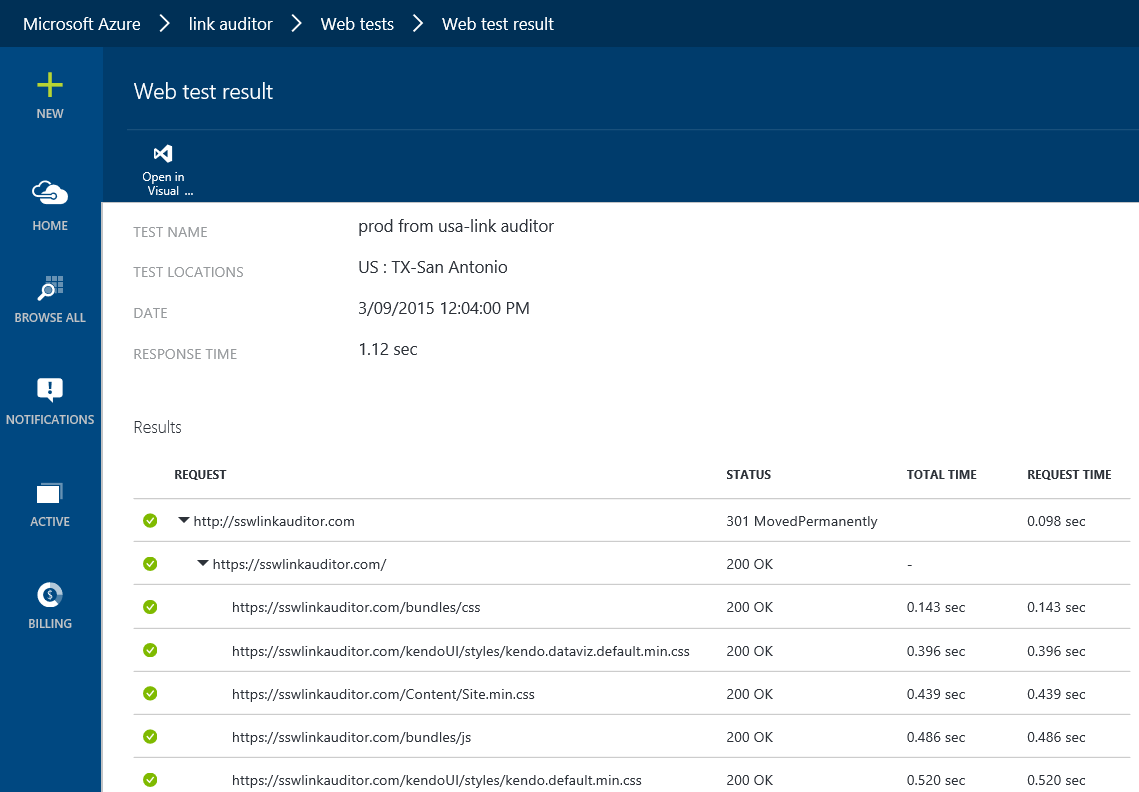 Microsoft Azure > link auditor > Web tests > Web test result
NEW
HOME
BROWSE ALL
NOTIFICATIONS
ACTIVE
BILLING
Web test result
Open in
Visual ...
TEST NAME prod from usa-link auditor
TEST LOCATIONS US : TX-San Antonio
DATE 3/09/2015 12:04:00 PM
RESPONSE TIME 1.12 sec
Results
REQUEST STATUS TOTAL TIME REQUEST TIME
http://sswlinkauditor.com 301 MovedPermanently 0.098 sec
https://sswlinkauditor.com/ 200 OK -
https://sswlinkauditor.com/bundles/css 200 OK 0.143 sec 0.143 sec
https://sswlinkauditor.com/kendoUI/styles/kendo.dataviz.default.min.css 200 OK 0.396 sec 0.396 sec
https://sswlinkauditor.com/Content/Site.min.css 200 OK 0.439 sec 0.439 sec
https://sswlinkauditor.com/bundles/js 200 OK 0.486 sec 0.486 sec
https://sswlinkauditor.com/kendoUI/styles/kendo.default.min.css 200 OK 0.520 sec 0.520 sec